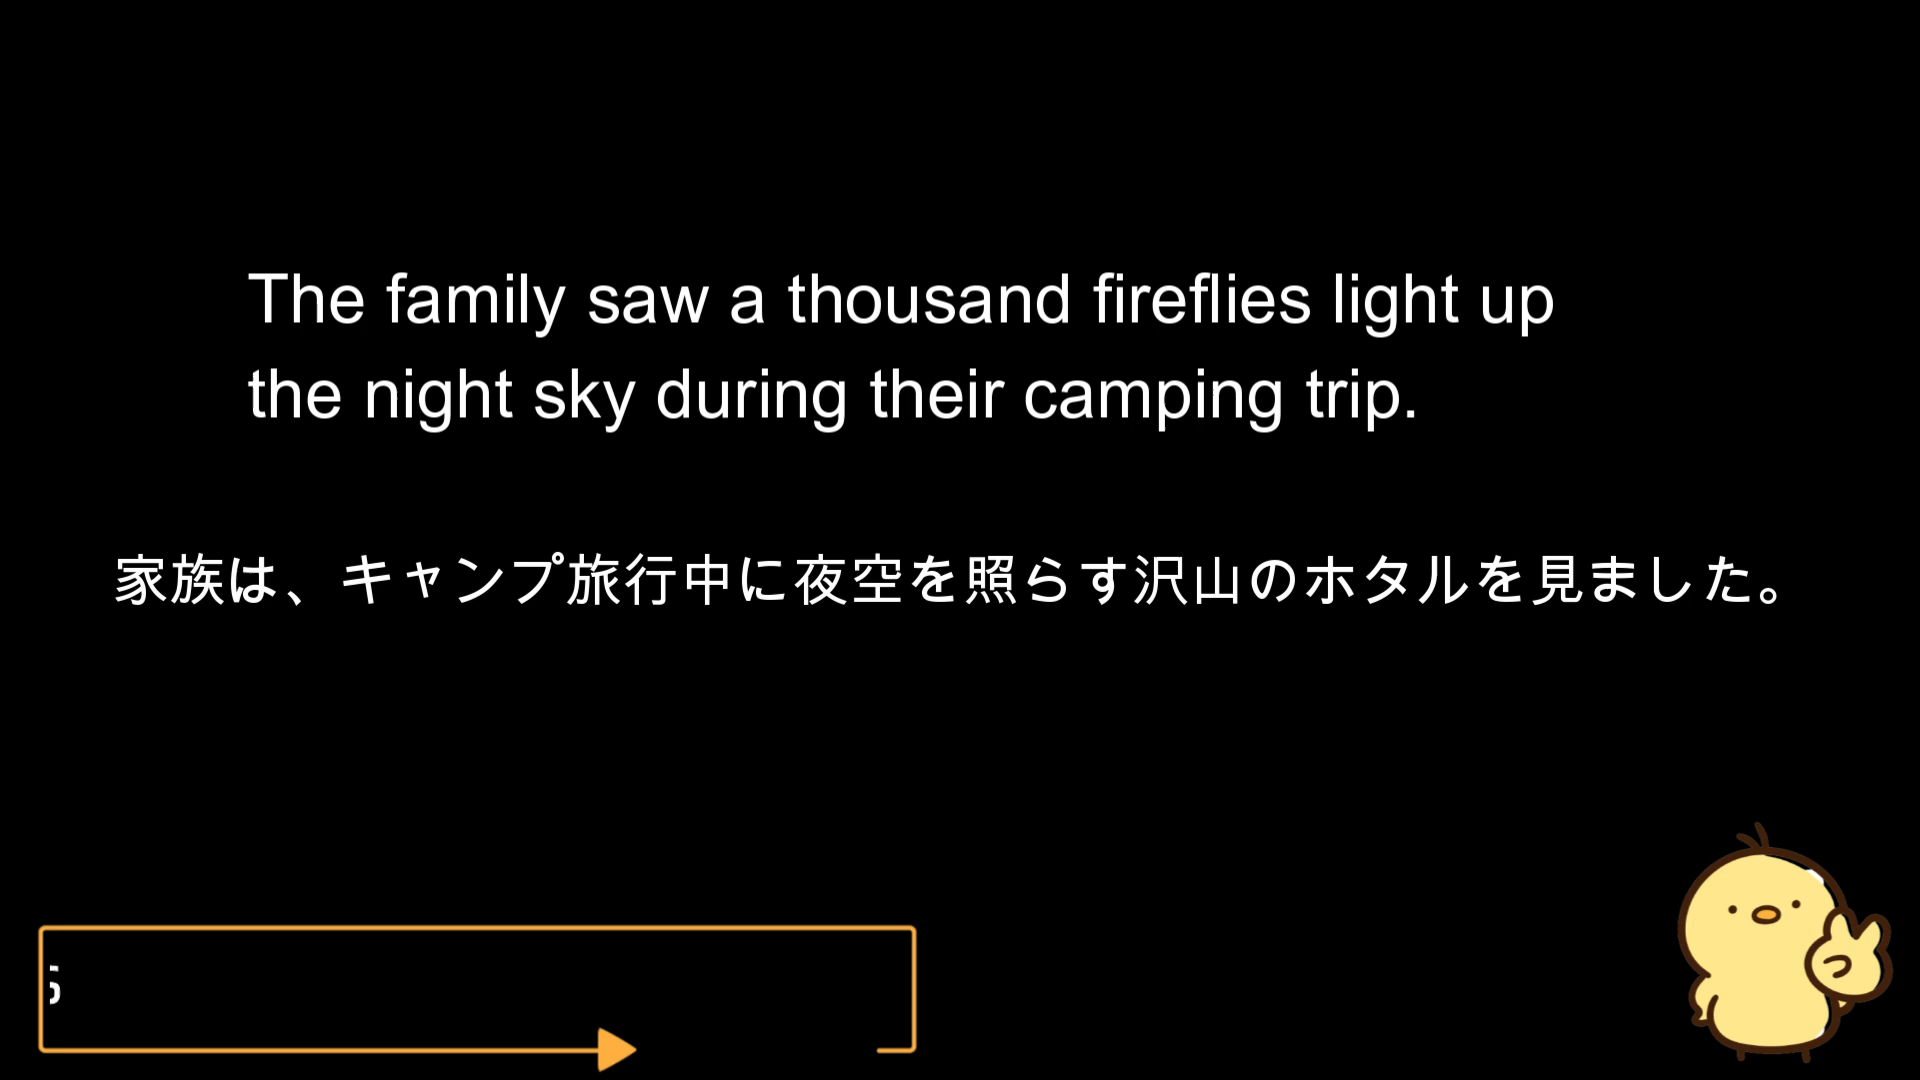 The family saw a thousand fireflies light up
the night sky during their camping trip.
家族は、キャンプ旅行中に夜空を照らす沢山のホタルを見ました。